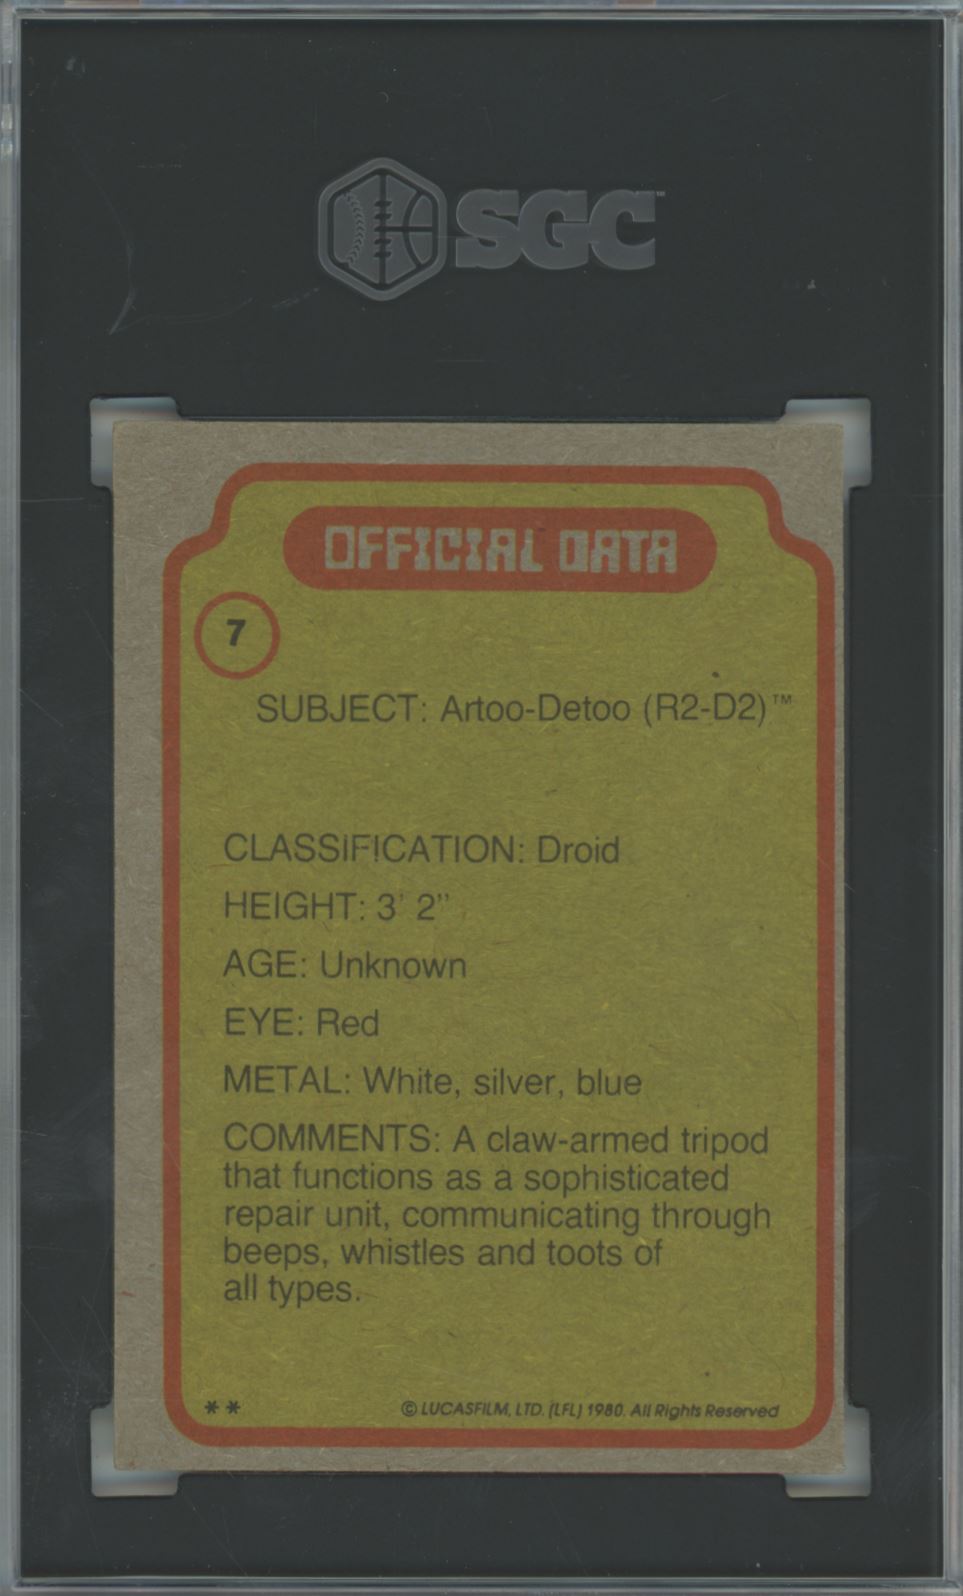 SGC™
OFFICIAL DATA
7
SUBJECT: Artoo-Detoo (R2-D2)™
CLASSIFICATION: Droid
HEIGHT: 3' 2"
AGE: Unknown
EYE: Red
METAL: White, silver, blue
COMMENTS: A claw-armed tripod
that functions as a sophisticated
repair unit, communicating through
beeps, whistles and toots of
all types.
** © LUCASFILM, LTD. (LFL) 1980. All Rights Reserved